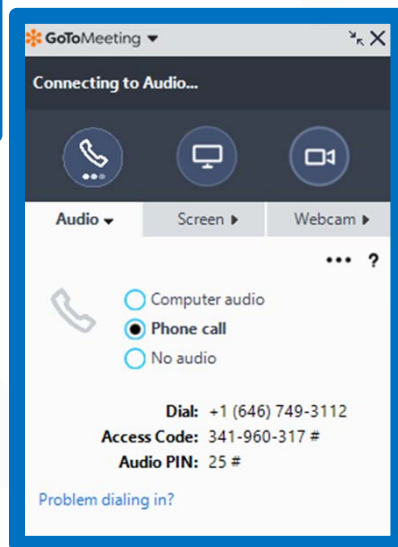 GoToMeeting
Connecting to Audio...
Audio Screen Webcam
... ?
Computer audio
Phone call
No audio
Dial: +1 (646) 749-3112
Access Code: 341-960-317 #
Audio PIN: 25 #
Problem dialing in?